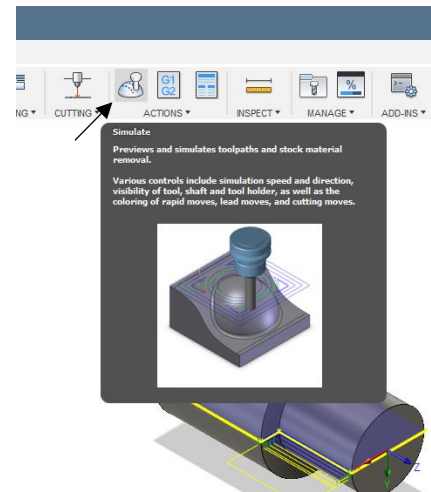 G1
G2
%
NG ▾ CUTTING ▾ ACTIONS ▾ INSPECT ▾ MANAGE ▾ ADD-INS ▾
Simulate
Previews and simulates toolpaths and stock material
removal.
Various controls include simulation speed and direction,
visibility of tool, shaft and tool holder, as well as the
coloring of rapid moves, lead moves, and cutting moves.
Z
Y